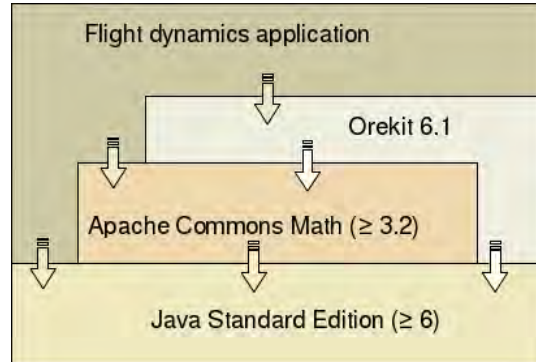 Flight dynamics application
Orekit 6.1
Apache Commons Math (≥ 3.2)
Java Standard Edition (≥ 6)